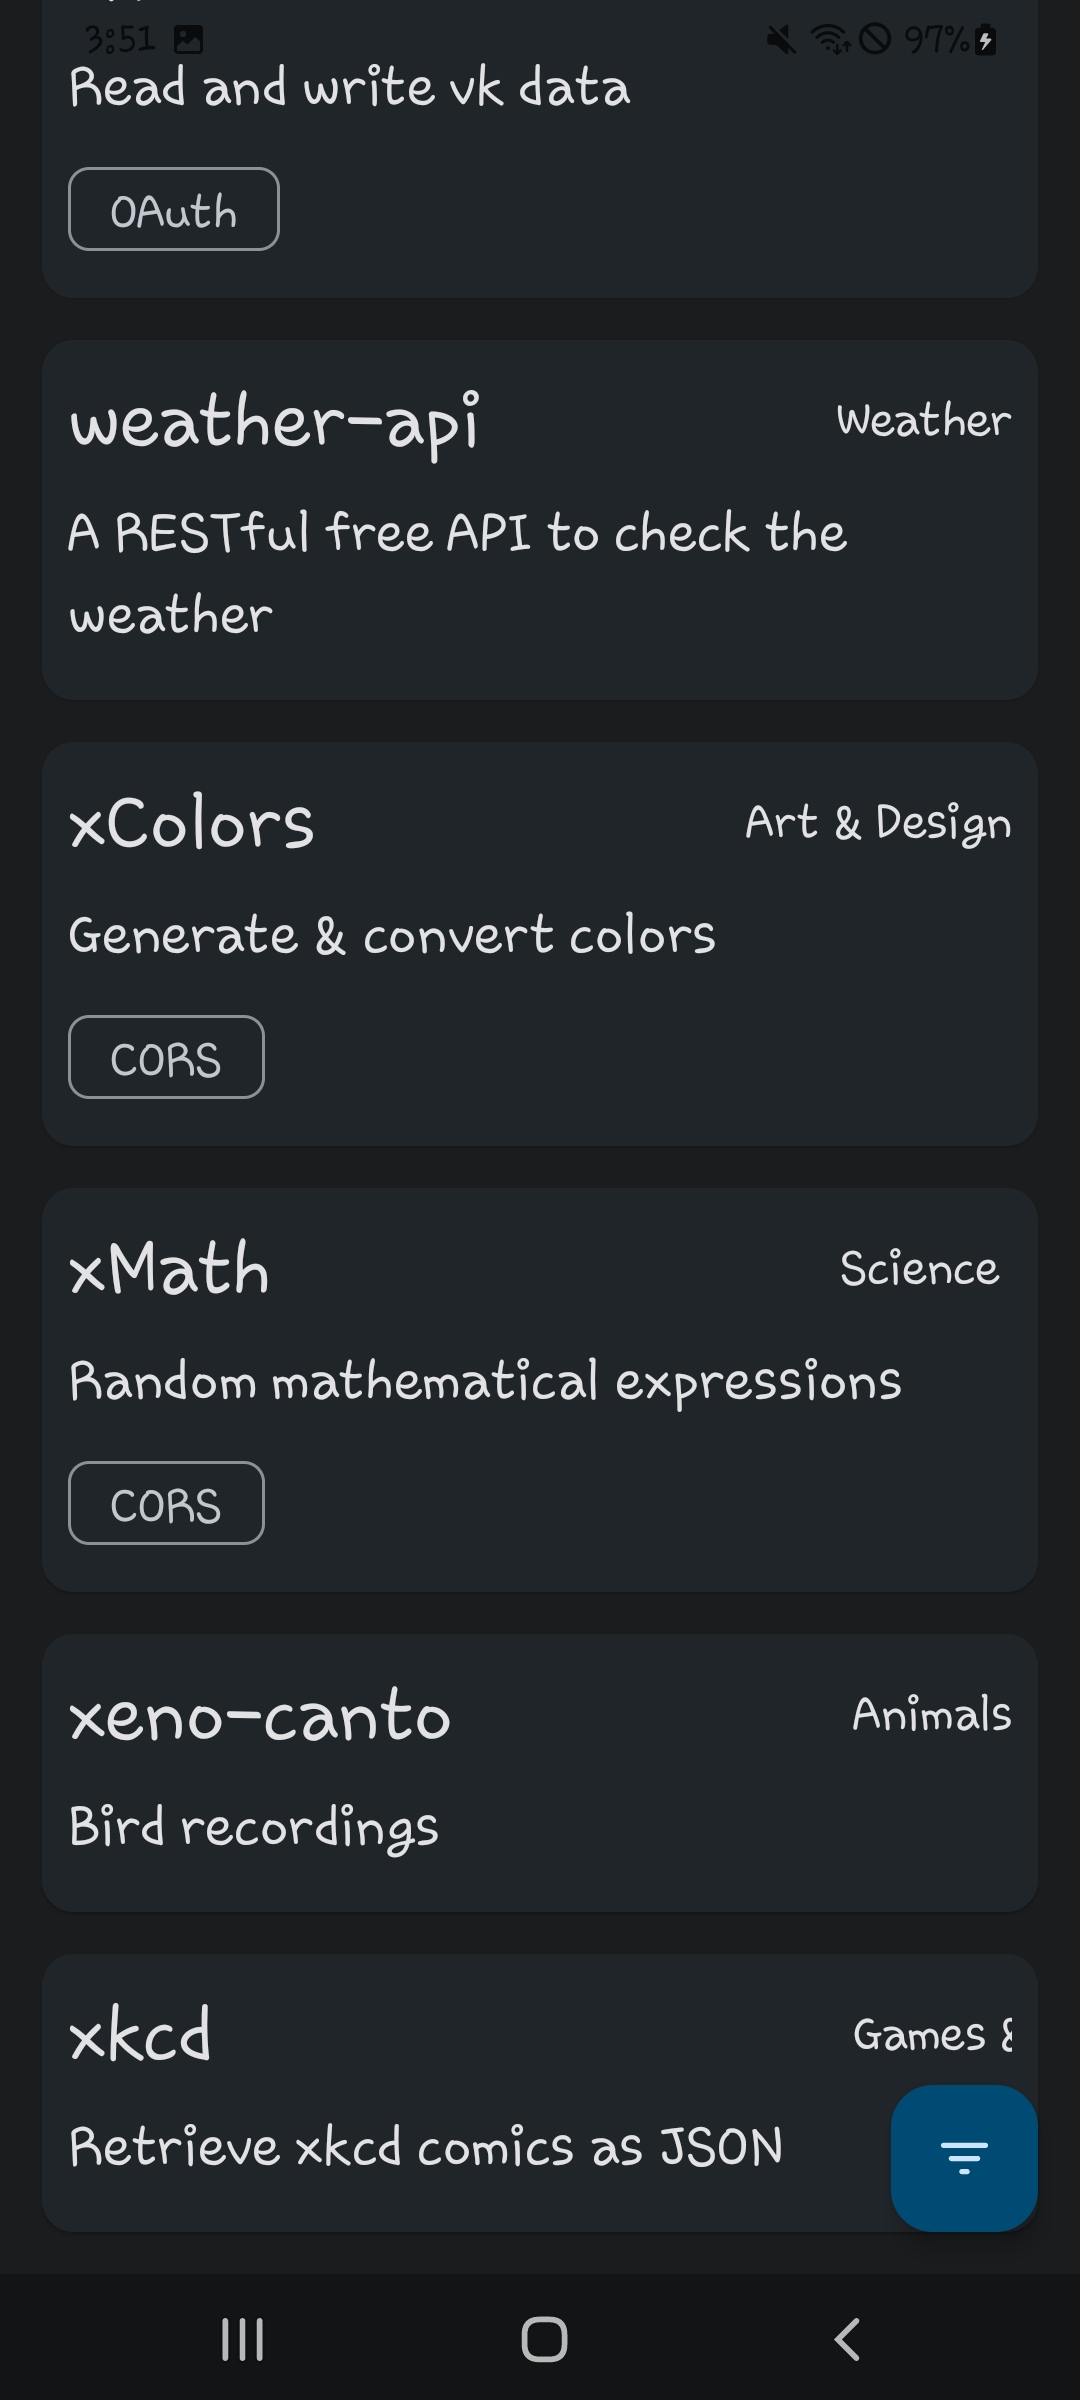 3:51 97%
Read and write vk data
OAuth
weather-api Weather
A RESTful free API to check the
weather
xColors Art & Design
Generate & convert colors
CORS
xMath Science
Random mathematical expressions
CORS
xeno-canto Animals
Bird recordings
xkcd Games &
Retrieve xkcd comics as JSON